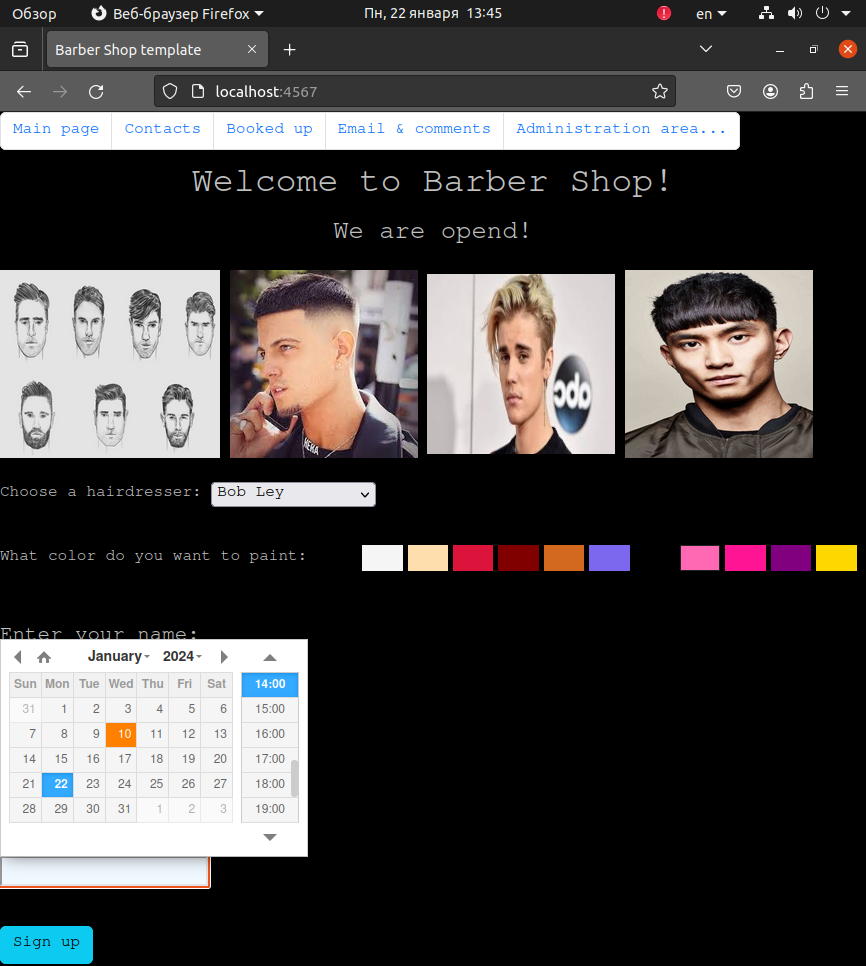 Обзор Веб-браузер Firefox Пн, 22 января 13:45 en
Barber Shop template
localhost:4567
Main page Contacts Booked up Email & comments Administration area...
Welcome to Barber Shop!
We are opend!
abc
HERA
Choose a hairdresser: Bob Ley
What color do you want to paint:
Enter your name:
January 2024
Sun Mon Tue Wed Thu Fri Sat 14:00
31 1 2 3 4 5 6 15:00
7 8 9 10 11 12 13 16:00
14 15 16 17 18 19 20 17:00
21 22 23 24 25 26 27 18:00
28 29 30 31 1 2 3 19:00
Sign up